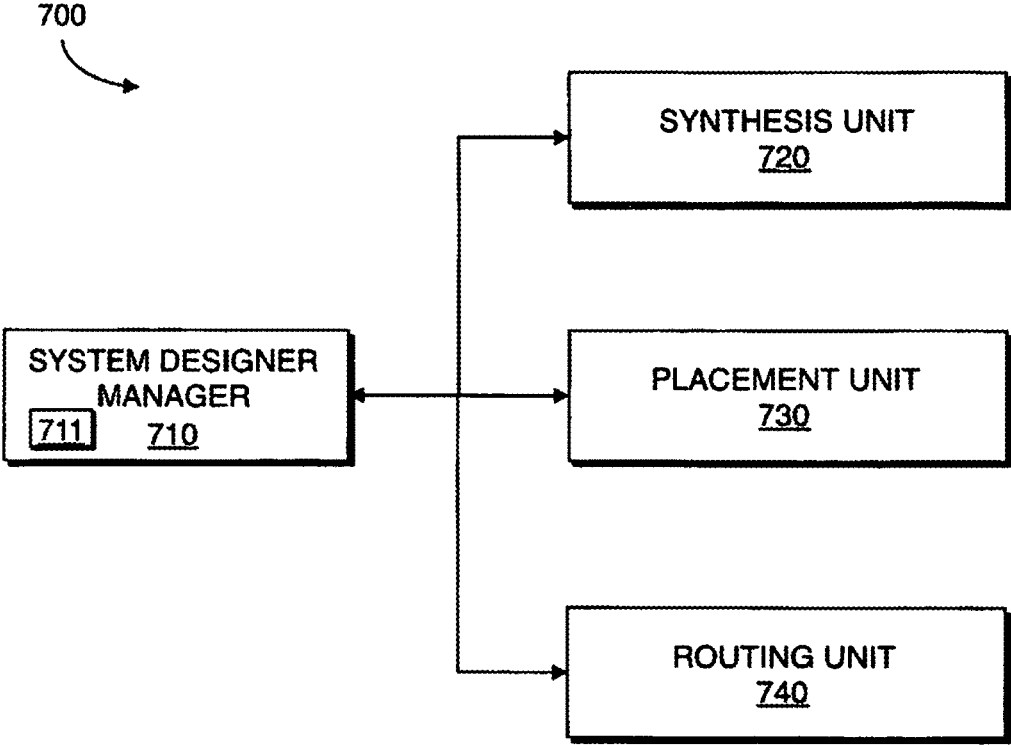 700
SYNTHESIS UNIT
720
SYSTEM DESIGNER
MANAGER
711 710
PLACEMENT UNIT
730
ROUTING UNIT
740